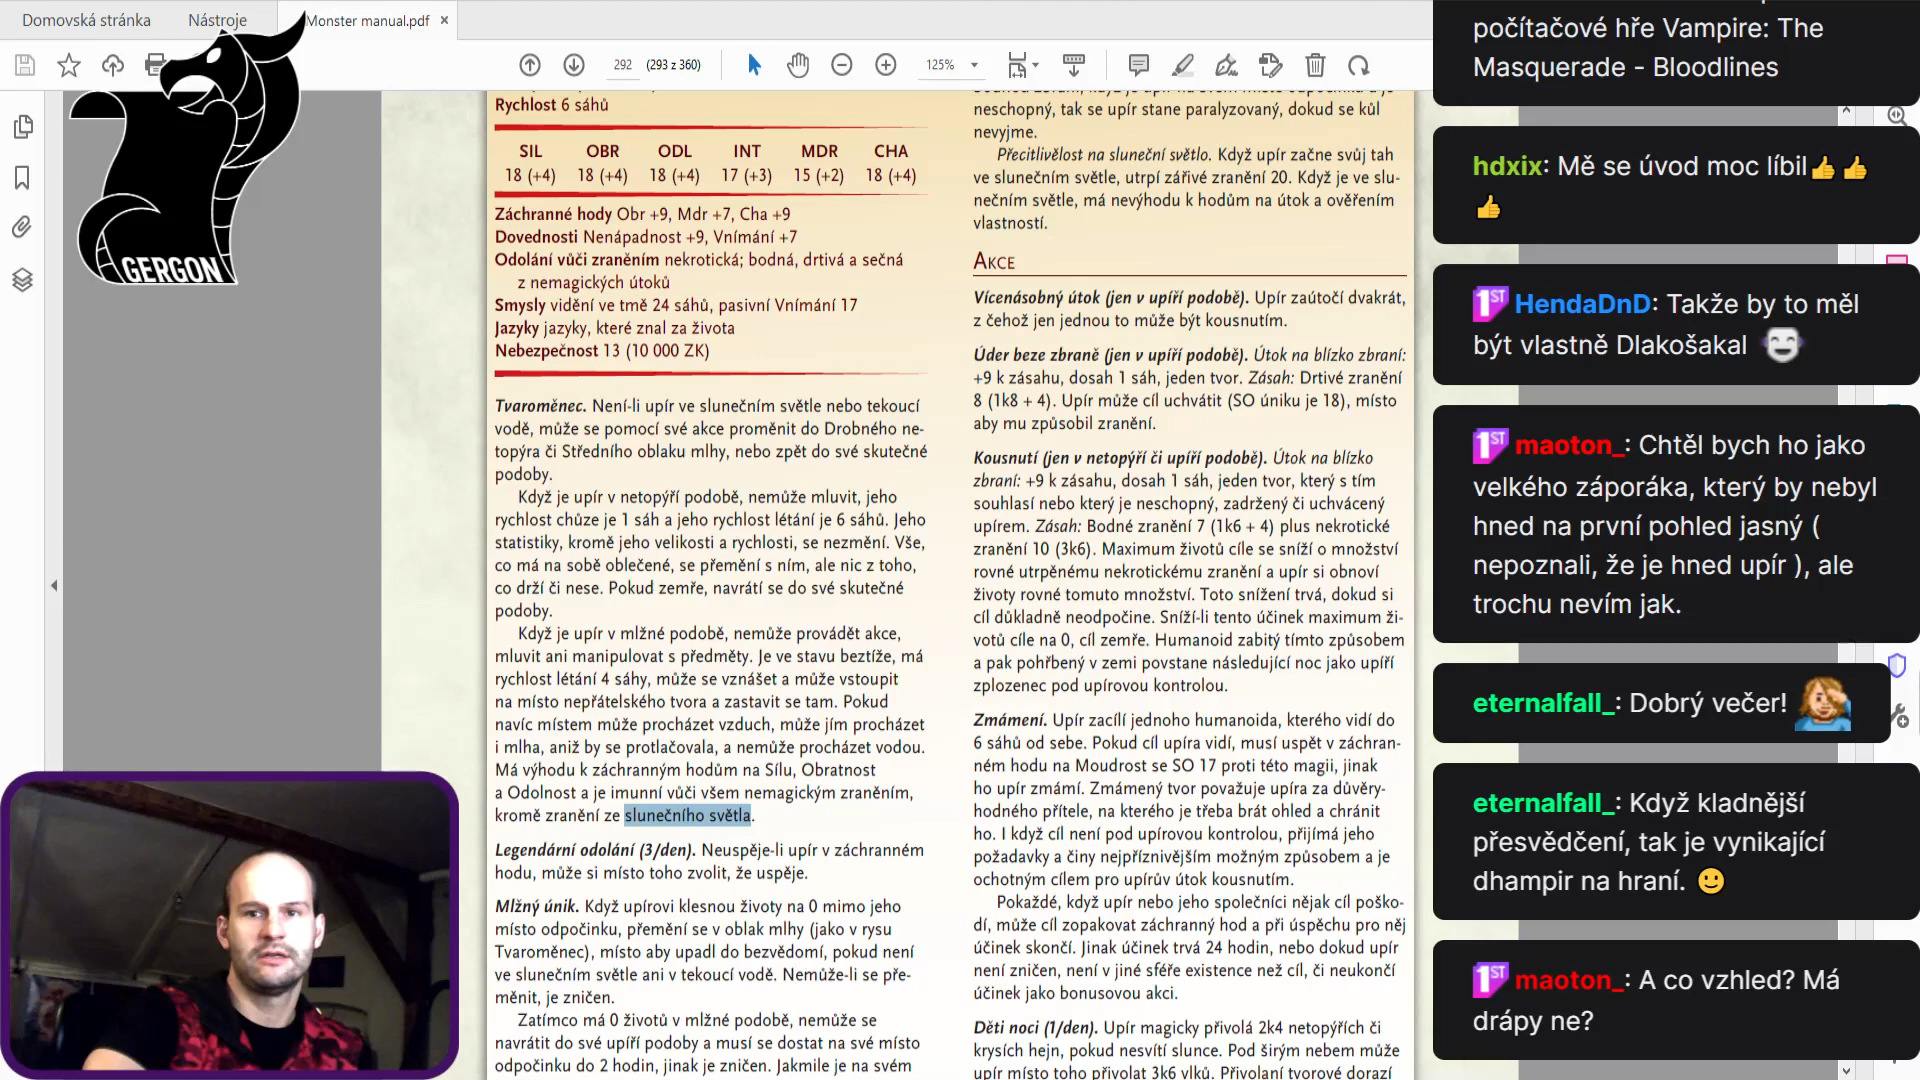 Domovská stránka
Nástroje
Monster manual.pdf
×
292
(293 z 360)
125%
GERGON
Rychlost 6 sáhů
SIL OBR ODL INT MDR CHA
18 (+4) 18 (+4) 18 (+4) 17 (+3) 15 (+2) 18 (+4)
Záchranné hody Obr +9, Mdr +7, Cha +9
Dovednosti Nenápadnost +9, Vnímání +7
Odolání vůči zraněním nekrotická; bodná, drtivá a sečná
z nemagických útoků
Smysly vidění ve tmě 24 sáhů, pasivní Vnímání 17
Jazyky jazyky, které znal za života
Nebezpečnost 13 (10 000 ZK)
Tvaroměnec. Není-li upír ve slunečním světle nebo tekoucí
vodě, může se pomocí své akce proměnit do Drobného ne-
topýra či Středního oblaku mlhy, nebo zpět do své skutečné
podoby.
Když je upír v netopýří podobě, nemůže mluvit, jeho
rychlost chůze je 1 sáh a jeho rychlost létání je 6 sáhů. Jeho
statistiky, kromě jeho velikosti a rychlosti, se nezmění. Vše,
co má na sobě oblečené, se přemění s ním, ale nic z toho,
co drží či nese. Pokud zemře, navrátí se do své skutečné
podoby.
Když je upír v mlžné podobě, nemůže provádět akce,
mluvit ani manipulovat s předměty. Je ve stavu beztíže, má
rychlost létání 4 sáhy, může se vznášet a může vstoupit
na místo nepřátelského tvora a zastavit se tam. Pokud
navíc místem může procházet vzduch, může jím procházet
i mlha, aniž by se protlačovala, a nemůže procházet vodou.
Má výhodu k záchranným hodům na Sílu, Obratnost
a Odolnost a je imunní vůči všem nemagickým zraněním,
kromě zranění ze slunečního světla.
Legendární odolání (3/den). Neuspěje-li upír v záchranném
hodu, může si místo toho zvolit, že uspěje.
Mlžný únik. Když upírovi klesnou životy na 0 mimo jeho
místo odpočinku, přemění se v oblak mlhy (jako v rysu
Tvaroměnec), místo aby upadl do bezvědomí, pokud není
ve slunečním světle ani v tekoucí vodě. Nemůže-li se pře-
měnit, je zničen.
Zatímco má 0 životů v mlžné podobě, nemůže se
navrátit do své upíří podoby a musí se dostat na své místo
odpočinku do 2 hodin, jinak je zničen. Jakmile je na svém
neschopný, tak se upír stane paralyzovaný, dokud se kůl
nevyjme.
Přecitlivělost na sluneční světlo. Když upír začne svůj tah
ve slunečním světle, utrpí zářivé zranění 20. Když je ve slu-
nečním světle, má nevýhodu k hodům na útok a ověřením
vlastností.
AKCE
Vícenásobný útok (jen v upíří podobě). Upír zaútočí dvakrát,
z čehož jen jednou to může být kousnutím.
Úder beze zbraně (jen v upíří podobě). Útok na blízko zbraní:
+9 k zásahu, dosah 1 sáh, jeden tvor. Zásah: Drtivé zranění
8 (1k8 + 4). Upír může cíl uchvátit (SO úniku je 18), místo
aby mu způsobil zranění.
Kousnutí (jen v netopýří či upíří podobě). Útok na blízko
zbraní: +9 k zásahu, dosah 1 sáh, jeden tvor, který s tím
souhlasí nebo který je neschopný, zadržený či uchvácený
upírem. Zásah: Bodné zranění 7 (1k6 + 4) plus nekrotické
zranění 10 (3k6). Maximum životů cíle se sníží o množství
rovné utrpěnému nekrotickému zranění a upír si obnoví
životy rovné tomuto množství. Toto snížení trvá, dokud si
cíl důkladně neodpočine. Sníží-li tento účinek maximum ži-
votů cíle na 0, cíl zemře. Humanoid zabitý tímto způsobem
a pak pohřbený v zemi povstane následující noc jako upíří
zplozenec pod upírovou kontrolou.
Zmámení. Upír zacílí jednoho humanoida, kterého vidí do
6 sáhů od sebe. Pokud cíl upíra vidí, musí uspět v záchran-
ném hodu na Moudrost se SO 17 proti této magii, jinak
ho upír zmámí. Zmámený tvor považuje upíra za důvěry-
hodného přítele, na kterého je třeba brát ohled a chránit
ho. I když cíl není pod upírovou kontrolou, přijímá jeho
požadavky a činy nejpříznivějším možným způsobem a je
ochotným cílem pro upírův útok kousnutím.
Pokaždé, když upír nebo jeho společníci nějak cíl poško-
dí, může cíl zopakovat záchranný hod a při úspěchu pro něj
účinek skončí. Jinak účinek trvá 24 hodin, nebo dokud upír
není zničen, není v jiné sféře existence než cíl, či neukončí
účinek jako bonusovou akci.
Děti noci (1/den). Upír magicky přivolá 2k4 netopýřích či
krysích hejn, pokud nesvítí slunce. Pod širým nebem může
upír místo toho přivolat 3k6 vlků. Přivolaní tvorové dorazí
počítačové hře Vampire: The
Masquerade - Bloodlines
hdxix: Mě se úvod moc líbil👍👍
👍
1ST HendaDnD: Takže by to měl
být vlastně Dlakošakal
1ST maoton_: Chtěl bych ho jako
velkého záporáka, který by nebyl
hned na první pohled jasný (
nepoznali, že je hned upír ), ale
trochu nevím jak.
eternalfall_: Dobrý večer!
eternalfall_: Když kladnější
přesvědčení, tak je vynikající
dhampir na hraní. 🙂
1ST maoton_: A co vzhled? Má
drápy ne?